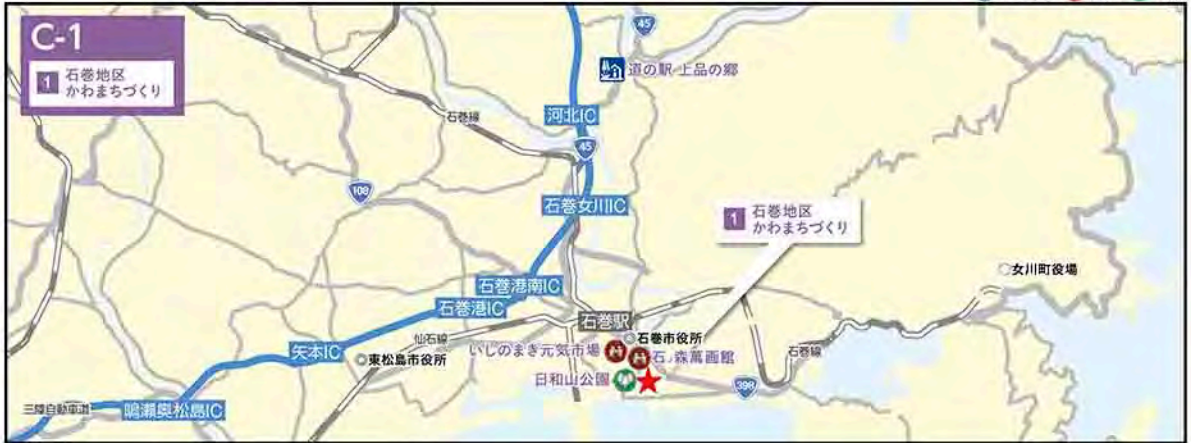 C-1
1 石巻地区
かわまちづくり
45
道の駅 上品の郷
河北IC
石巻線
45
108
石巻女川IC
1 石巻地区
かわまちづくり
女川町役場
石巻港南IC
石巻港IC
石巻駅
仙石線
石巻市役所
矢本IC
東松島市役所
いしのまき元気市場
石ノ森萬画館
石巻線
日和山公園
398
三陸自動車道
鳴瀬奥松島IC